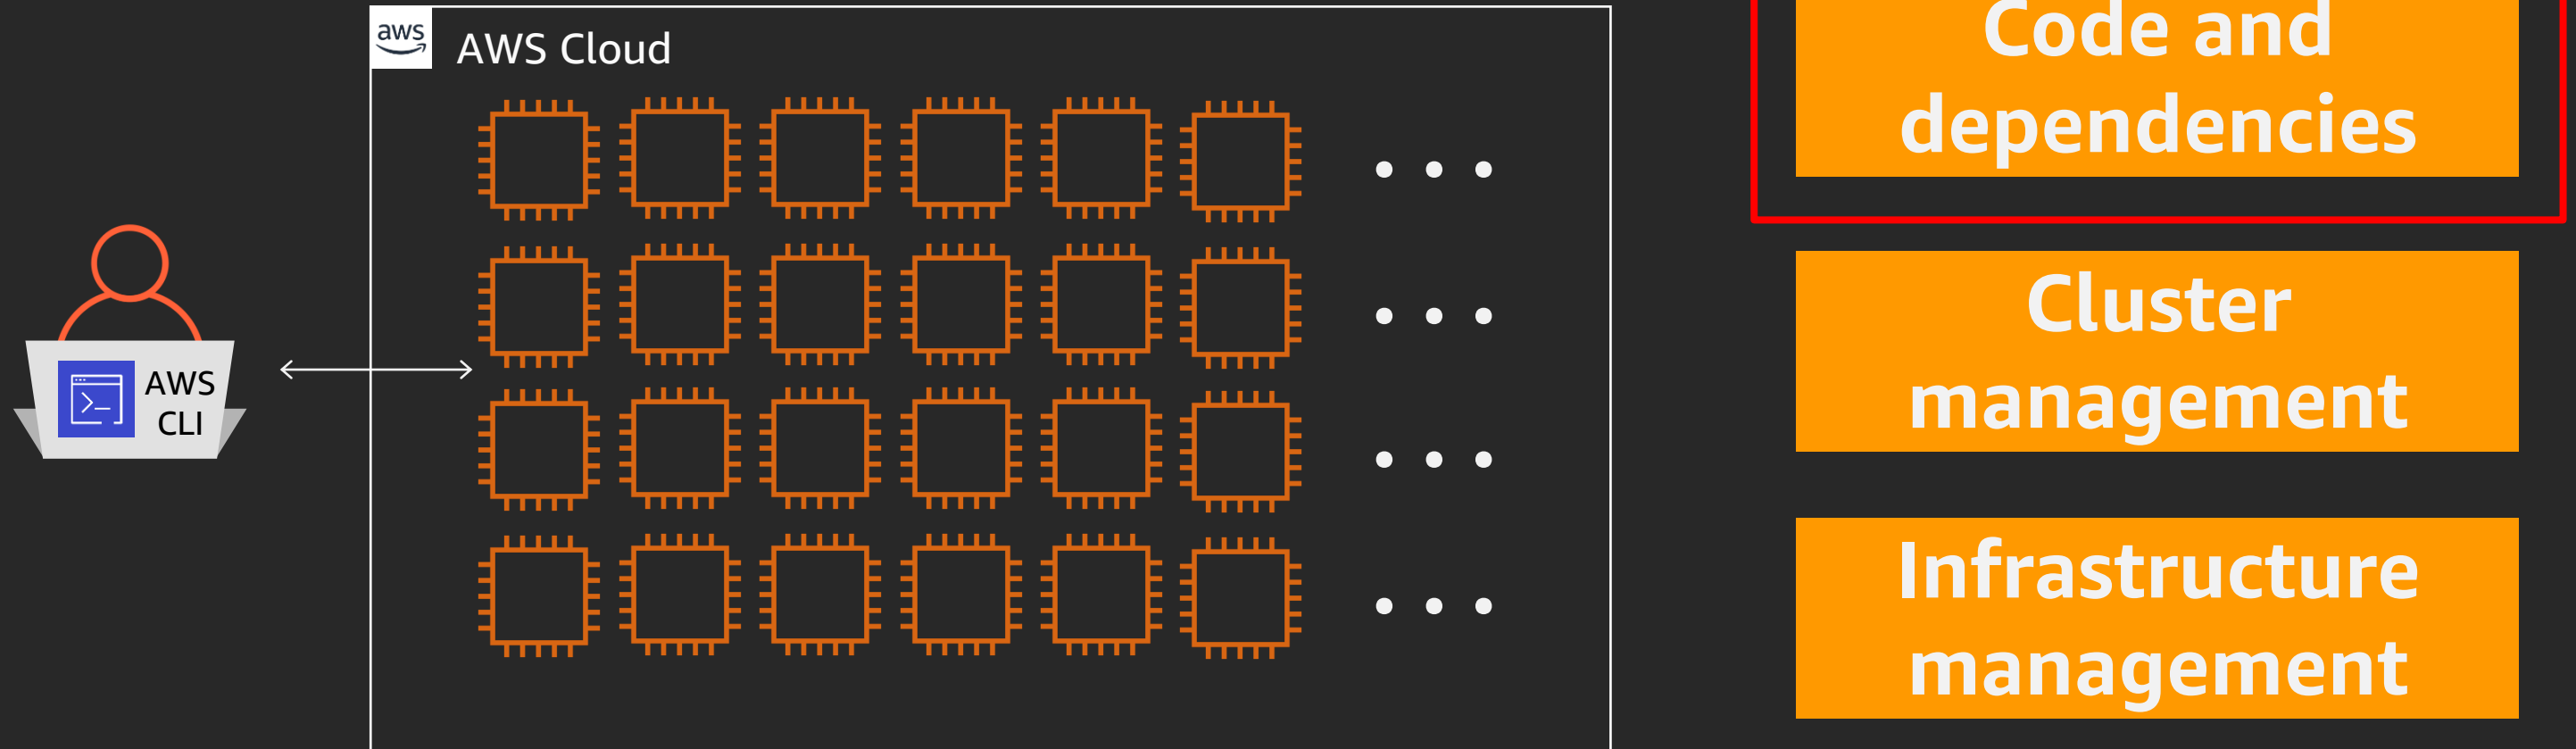 aws
AWS Cloud
AWS
CLI
Code and
dependencies
Cluster
management
Infrastructure
management